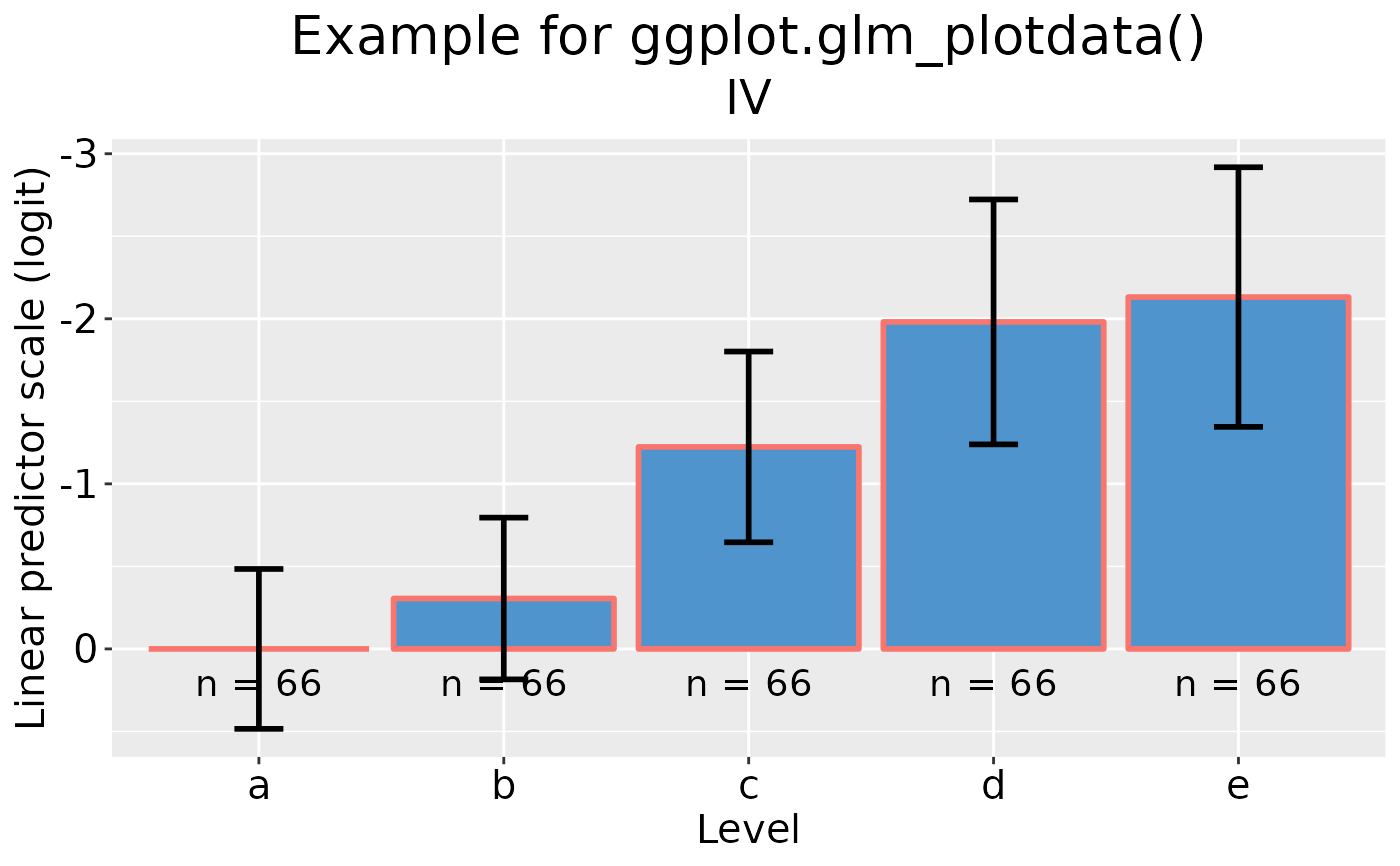 Example for ggplot.glm_plotdata()
IV
Linear predictor scale (logit)
-3
-2
-1
0
n = 66
n = 66
n = 66
n = 66
n = 66
a
b
c
d
e
Level